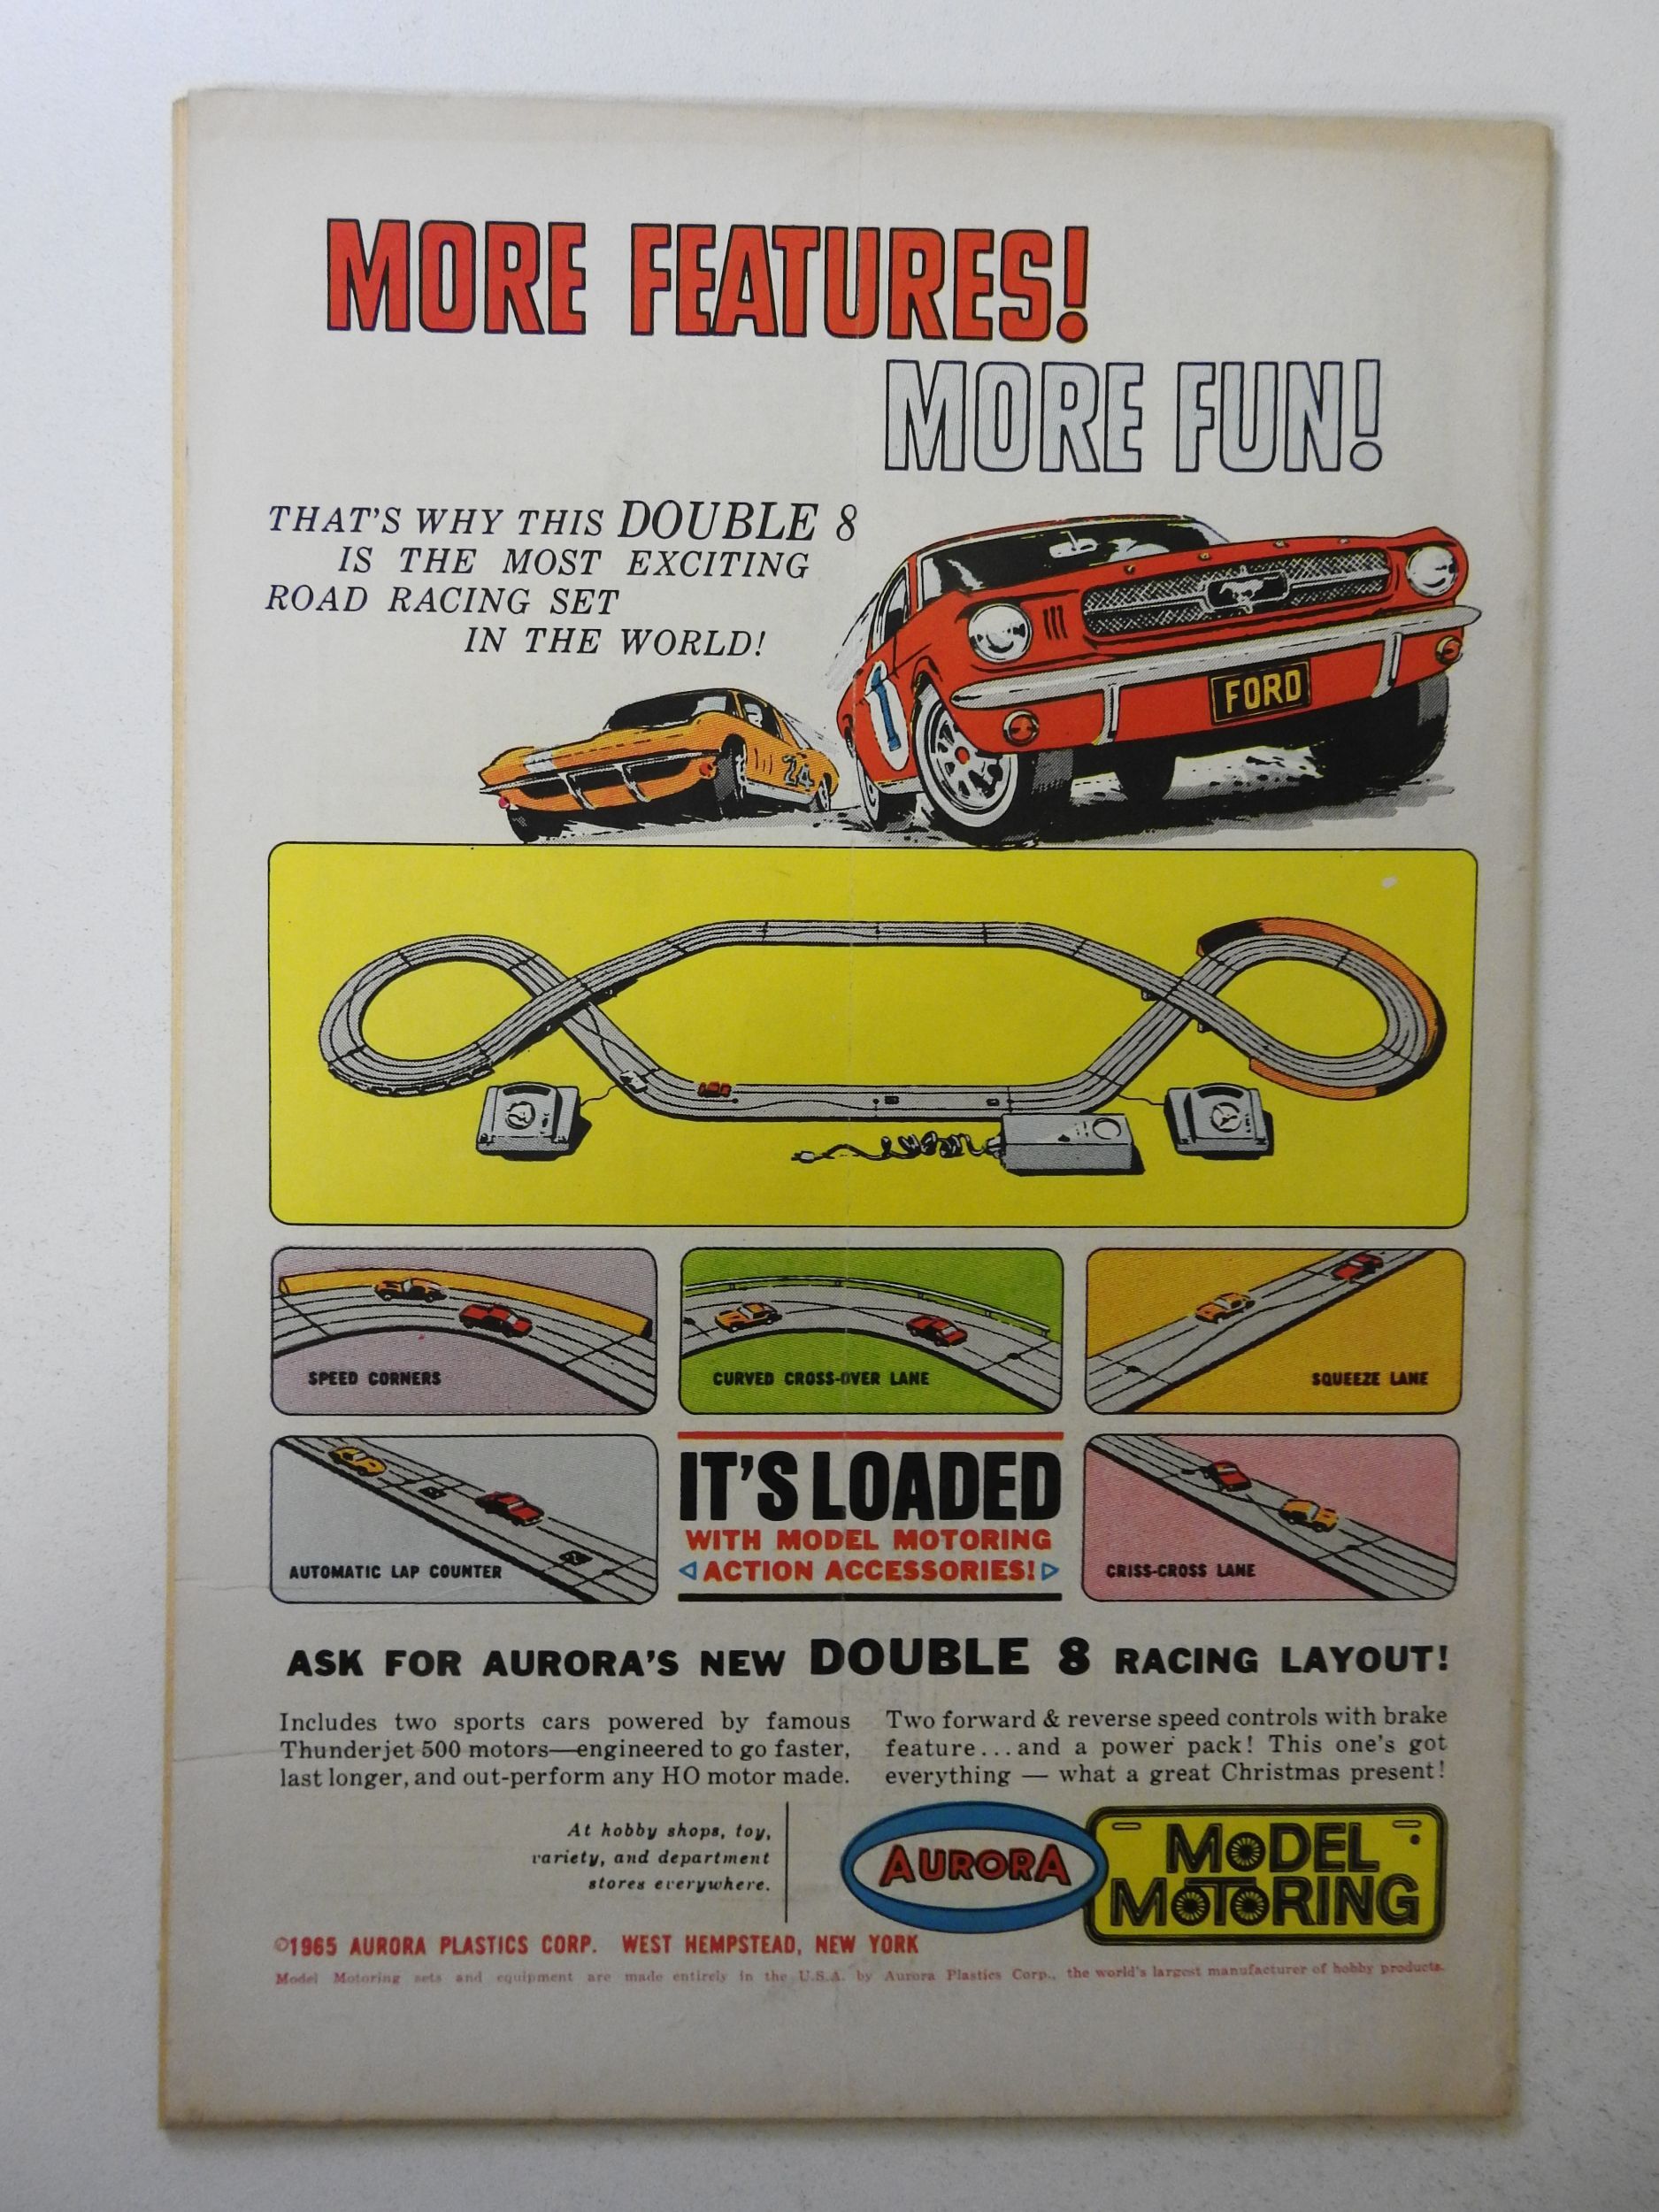 MORE FEATURES!
MORE FUN!
THAT'S WHY THIS DOUBLE 8
IS THE MOST EXCITING
ROAD RACING SET
IN THE WORLD!
FORD
1
24
SPEED CORNERS
CURVED CROSS-OVER LANE
SQUEEZE LANE
AUTOMATIC LAP COUNTER
IT'S LOADED
WITH MODEL MOTORING
ACTION ACCESSORIES!
CRISS-CROSS LANE
ASK FOR AURORA'S NEW DOUBLE 8 RACING LAYOUT!
Includes two sports cars powered by famous
Thunderjet 500 motors—engineered to go faster,
last longer, and out-perform any HO motor made.
Two forward & reverse speed controls with brake
feature...and a power pack! This one's got
everything — what a great Christmas present!
At hobby shops, toy,
variety, and department
stores everywhere.
AURORA
MODEL
MOTORING
©1965 AURORA PLASTICS CORP. WEST HEMPSTEAD, NEW YORK
Model Motoring sets and equipment are made entirely in the U.S.A. by Aurora Plastics Corp., the world's largest manufacturer of hobby products.